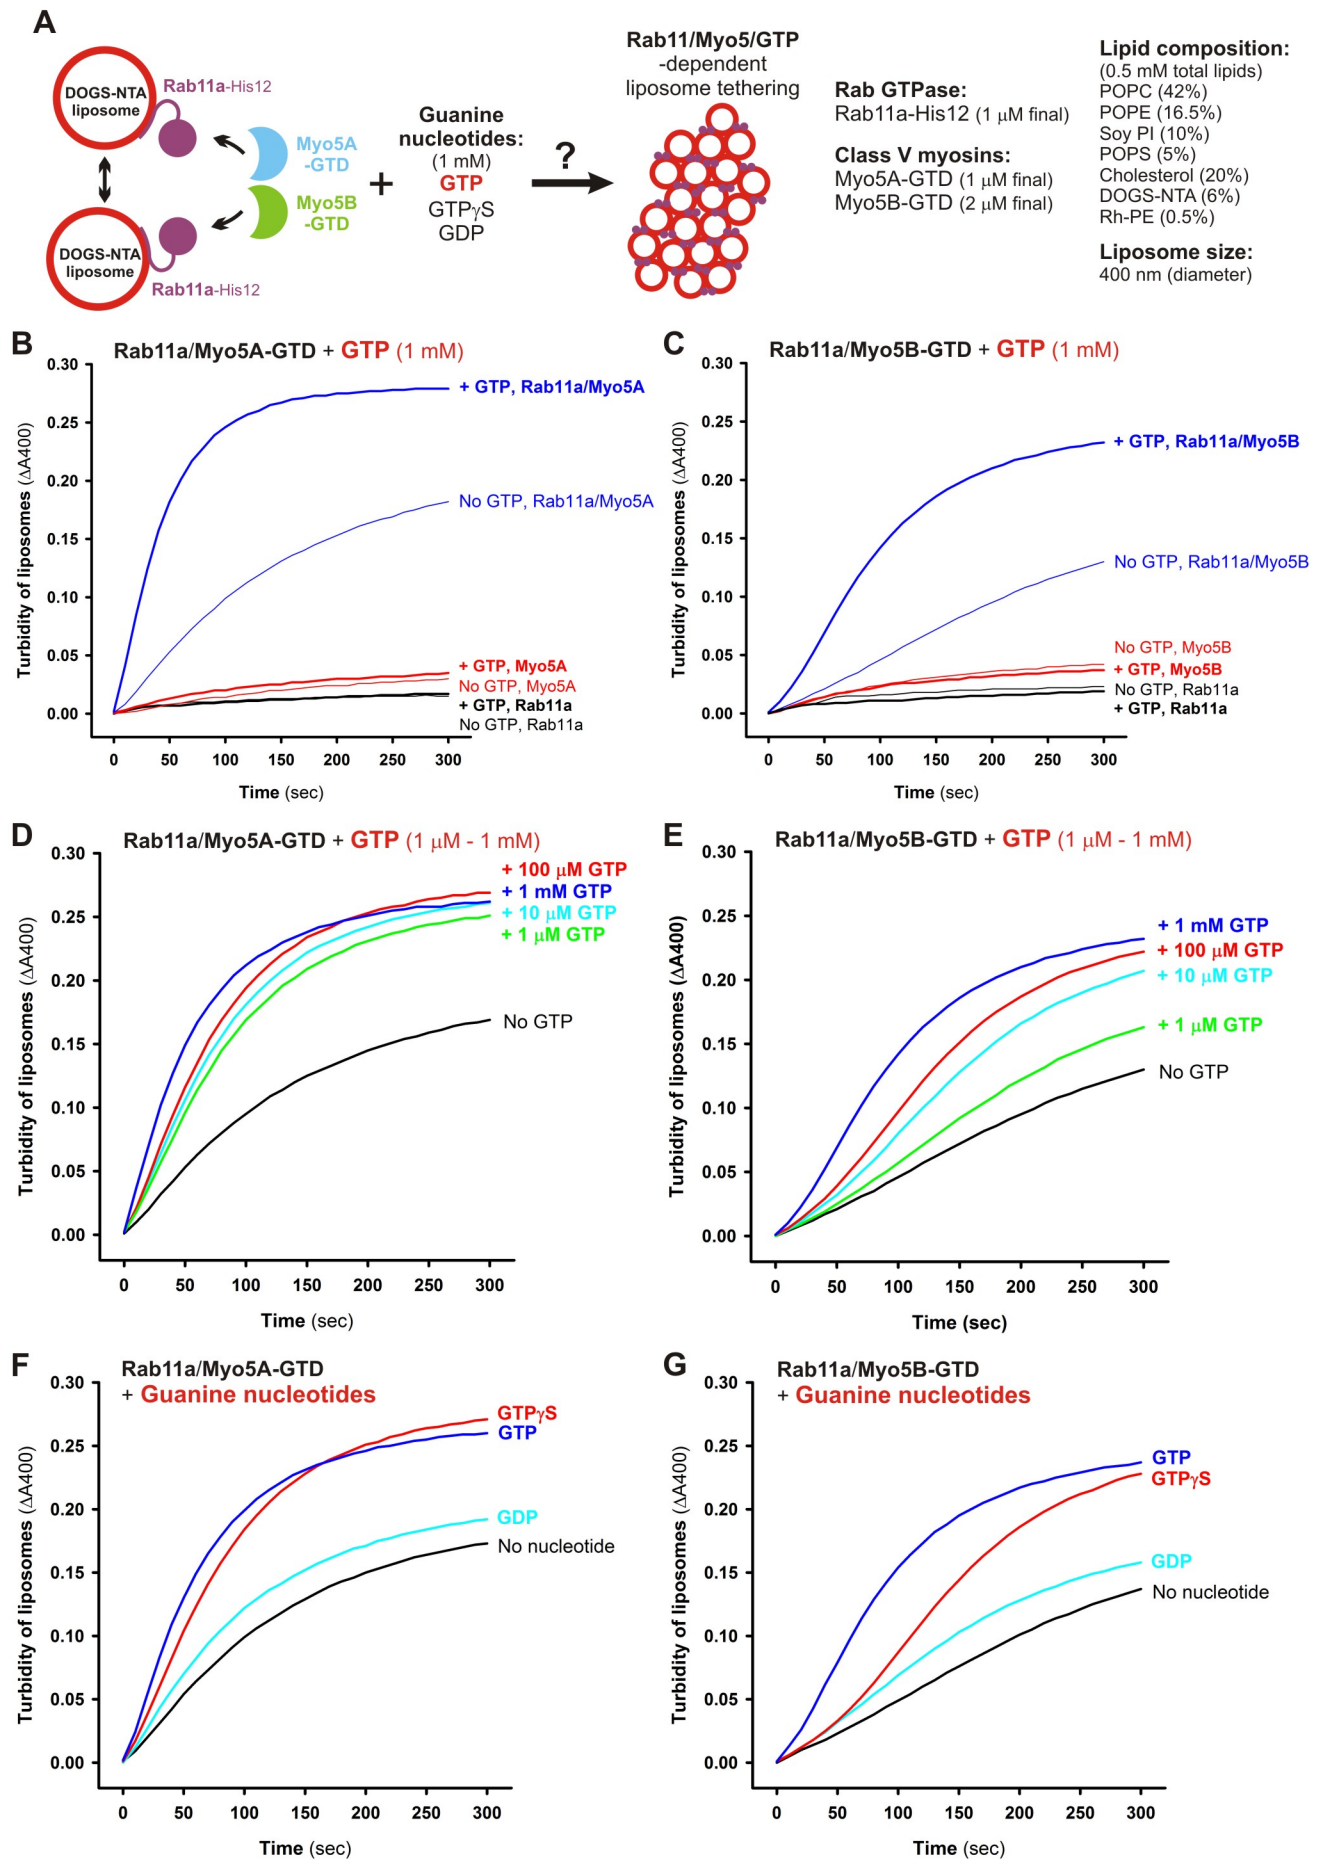 A
DOGS-NTA
liposome
Rab11a-His12
DOGS-NTA
liposome
Rab11a-His12
Myo5A
-GTD
Myo5B
-GTD
+
Guanine
nucleotides:
(1 mM)
GTP
GTPγS
GDP
?
Rab11/Myo5/GTP
-dependent
liposome tethering
Rab GTPase:
Rab11a-His12 (1 μM final)
Class V myosins:
Myo5A-GTD (1 μM final)
Myo5B-GTD (2 μM final)
Lipid composition:
(0.5 mM total lipids)
POPC (42%)
POPE (16.5%)
Soy PI (10%)
POPS (5%)
Cholesterol (20%)
DOGS-NTA (6%)
Rh-PE (0.5%)
Liposome size:
400 nm (diameter)
B
Rab11a/Myo5A-GTD + GTP (1 mM)
Turbidity of liposomes (ΔA400)
0.30
0.25
0.20
0.15
0.10
0.05
0.00
+ GTP, Rab11a/Myo5A
No GTP, Rab11a/Myo5A
+ GTP, Myo5A
No GTP, Myo5A
+ GTP, Rab11a
No GTP, Rab11a
0 50 100 150 200 250 300
Time (sec)
C
Rab11a/Myo5B-GTD + GTP (1 mM)
Turbidity of liposomes (ΔA400)
0.30
0.25
0.20
0.15
0.10
0.05
0.00
+ GTP, Rab11a/Myo5B
No GTP, Rab11a/Myo5B
No GTP, Myo5B
+ GTP, Myo5B
No GTP, Rab11a
+ GTP, Rab11a
0 50 100 150 200 250 300
Time (sec)
D
Rab11a/Myo5A-GTD + GTP (1 μM - 1 mM)
Turbidity of liposomes (ΔA400)
0.30
0.25
0.20
0.15
0.10
0.05
0.00
+ 100 μM GTP
+ 1 mM GTP
+ 10 μM GTP
+ 1 μM GTP
No GTP
0 50 100 150 200 250 300
Time (sec)
E
Rab11a/Myo5B-GTD + GTP (1 μM - 1 mM)
Turbidity of liposomes (ΔA400)
0.30
0.25
0.20
0.15
0.10
0.05
0.00
+ 1 mM GTP
+ 100 μM GTP
+ 10 μM GTP
+ 1 μM GTP
No GTP
0 50 100 150 200 250 300
Time (sec)
F
Rab11a/Myo5A-GTD
+ Guanine nucleotides
Turbidity of liposomes (ΔA400)
0.30
0.25
0.20
0.15
0.10
0.05
0.00
GTPγS
GTP
GDP
No nucleotide
0 50 100 150 200 250 300
Time (sec)
G
Rab11a/Myo5B-GTD
+ Guanine nucleotides
Turbidity of liposomes (ΔA400)
0.30
0.25
0.20
0.15
0.10
0.05
0.00
GTP
GTPγS
GDP
No nucleotide
0 50 100 150 200 250 300
Time (sec)